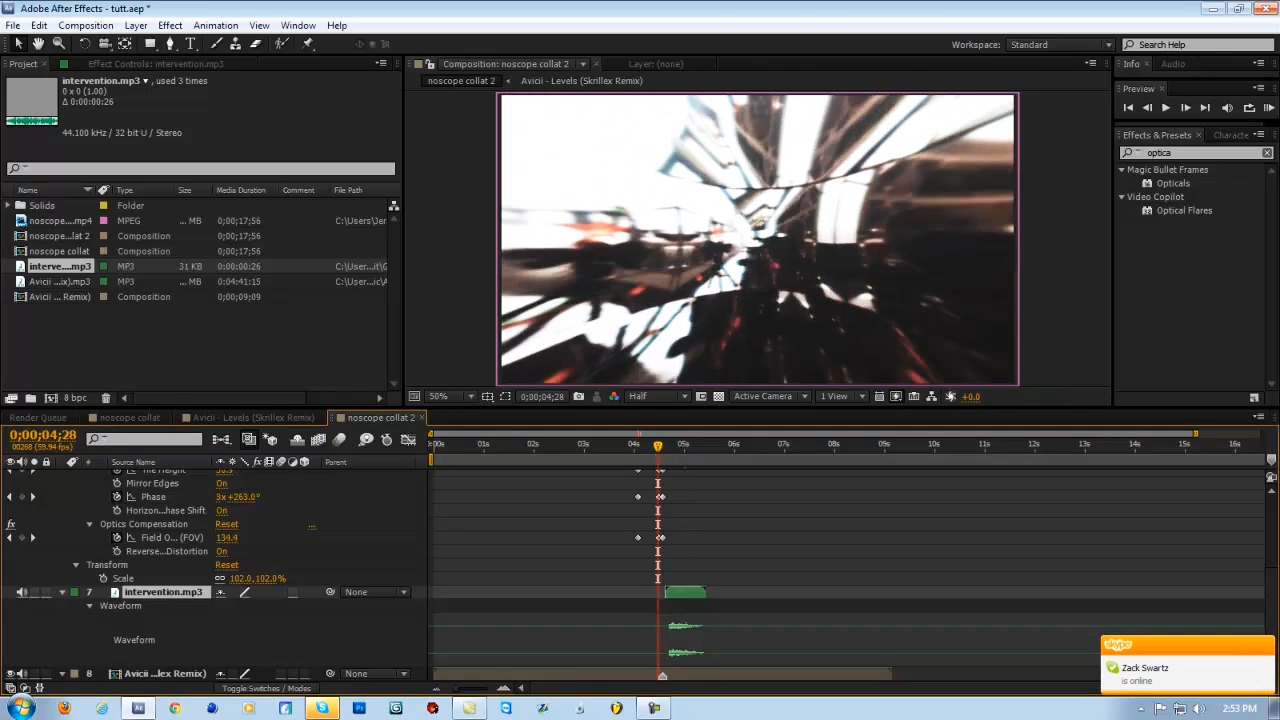 Adobe After Effects - tutt.aep *
File Edit Composition Layer Effect Animation View Window Help
Workspace: Standard Search Help
Project Effect Controls: intervention.mp3 Composition: noscope collat 2 Layer: (none) Info Audio
intervention.mp3 , used 3 times
0 x 0 (1.00)
Δ 0:00:00:26
44.100 kHz / 32 bit U / Stereo
noscope collat 2 Avicii - Levels (Skrillex Remix)
Preview
Effects & Presets Characte
optica
Magic Bullet Frames
Opticals
Video Copilot
Optical Flares
Name Type Size Media Duration Comment File Path
Solids Folder
noscope....mp4 MPEG ... MB 0;00;17;56 C:\Users\Jer
noscope...lat 2 Composition 0;00;17;56
noscope collat Composition 0;00;17;56
interve....mp3 MP3 31 KB 0:00:00:26 C:\User...it\G
Avicii ...ix).mp3 MP3 ... MB 0:04:41:15 C:\User...ic\A
Avicii ... Remix) Composition 0;00;09;09
8 bpc
50% 0;00;04;28 Half Active Camera 1 View +0.0
Render Queue noscope collat Avicii - Levels (Skrillex Remix) noscope collat 2
0;00;04;28
00268 (59.94 fps)
:00s 01s 02s 03s 04s 05s 06s 07s 08s 09s 10s 11s 12s 13s 14s 15s 16s
# Source Name Parent
Tile Height
Mirror Edges On
Phase 3x +263.0°
Horizon...hase Shift On
fx Optics Compensation Reset ...
Field O... (FOV) 134.4
Reverse...Distortion On
Transform Reset
Scale 102.0,102.0%
7 intervention.mp3 None
Waveform
Waveform
8 Avicii ...lex Remix) None
Toggle Switches / Modes
skype
Zack Swartz
is online
2:53 PM